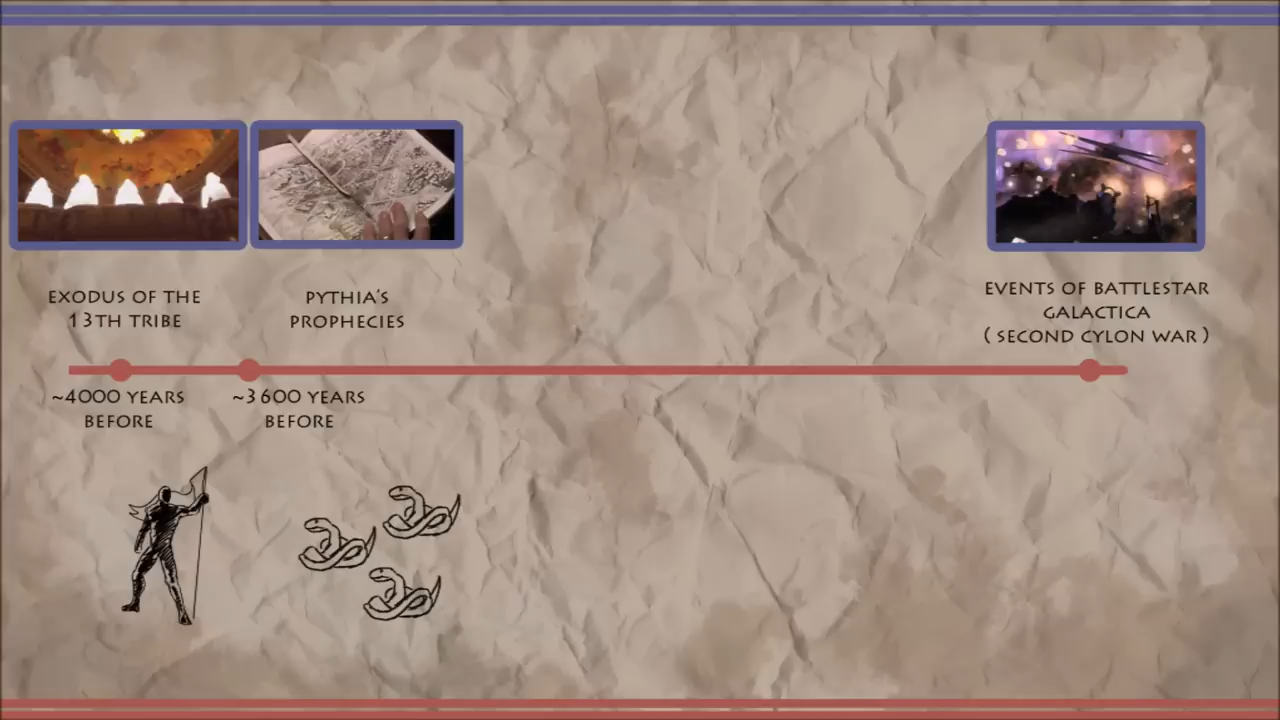 EXODUS OF THE
13TH TRIBE
PYTHIA'S
PROPHECIES
EVENTS OF BATTLESTAR
GALACTICA
( SECOND CYLON WAR )
~4000 YEARS
BEFORE
~3600 YEARS
BEFORE